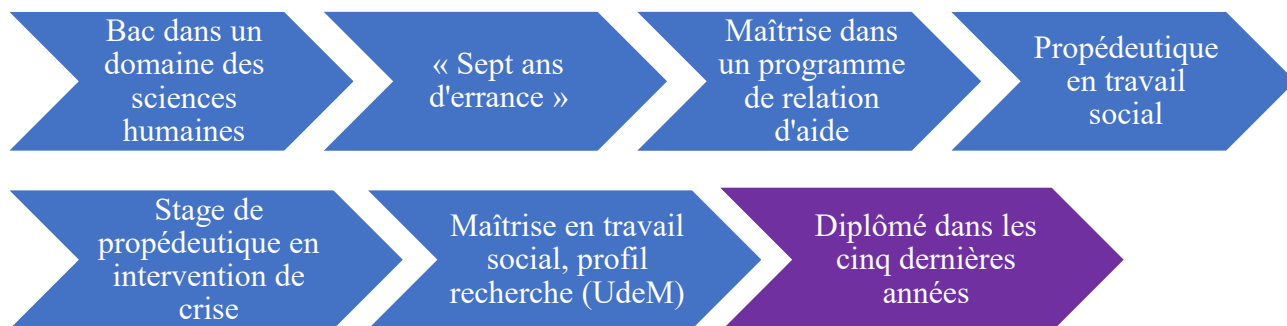 Bac dans un
domaine des
sciences
humaines
« Sept ans
d'errance »
Maîtrise dans
un programme
de relation
d'aide
Propédeutique
en travail
social
Stage de
propédeutique en
intervention de
crise
Maîtrise en travail
social, profil
recherche (UdeM)
Diplômé dans les
cinq dernières
années